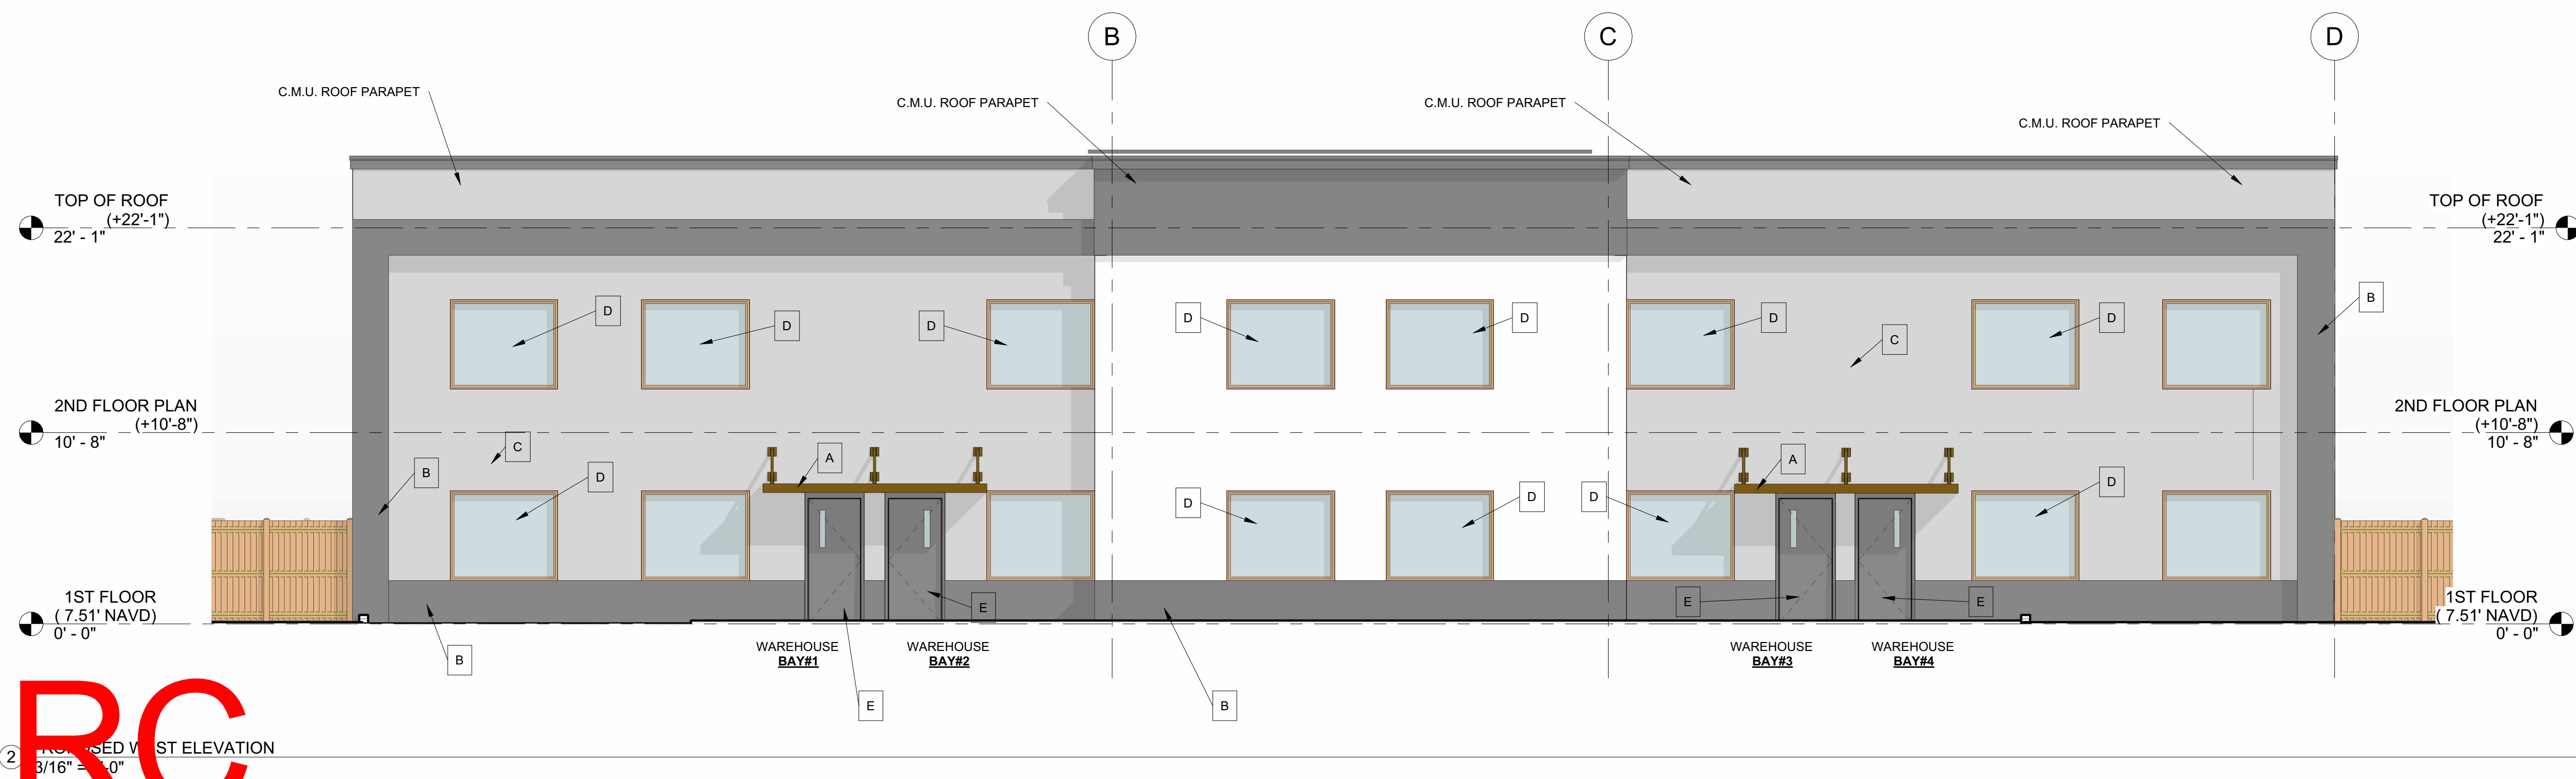 B
C
D
C.M.U. ROOF PARAPET
C.M.U. ROOF PARAPET
C.M.U. ROOF PARAPET
C.M.U. ROOF PARAPET
TOP OF ROOF
(+22'-1")
22' - 1"
TOP OF ROOF
(+22'-1")
22' - 1"
D
D
D
D
D
D
D
B
C
2ND FLOOR PLAN
(+10'-8")
10' - 8"
2ND FLOOR PLAN
(+10'-8")
10' - 8"
C
B
D
A
D
D
D
A
D
1ST FLOOR
( 7.51' NAVD)
0' - 0"
E
E
E
1ST FLOOR
( 7.51' NAVD)
0' - 0"
WAREHOUSE
BAY#1
WAREHOUSE
BAY#2
WAREHOUSE
BAY#3
WAREHOUSE
BAY#4
B
E
B
RC
2
ELEVATION
3/16" =